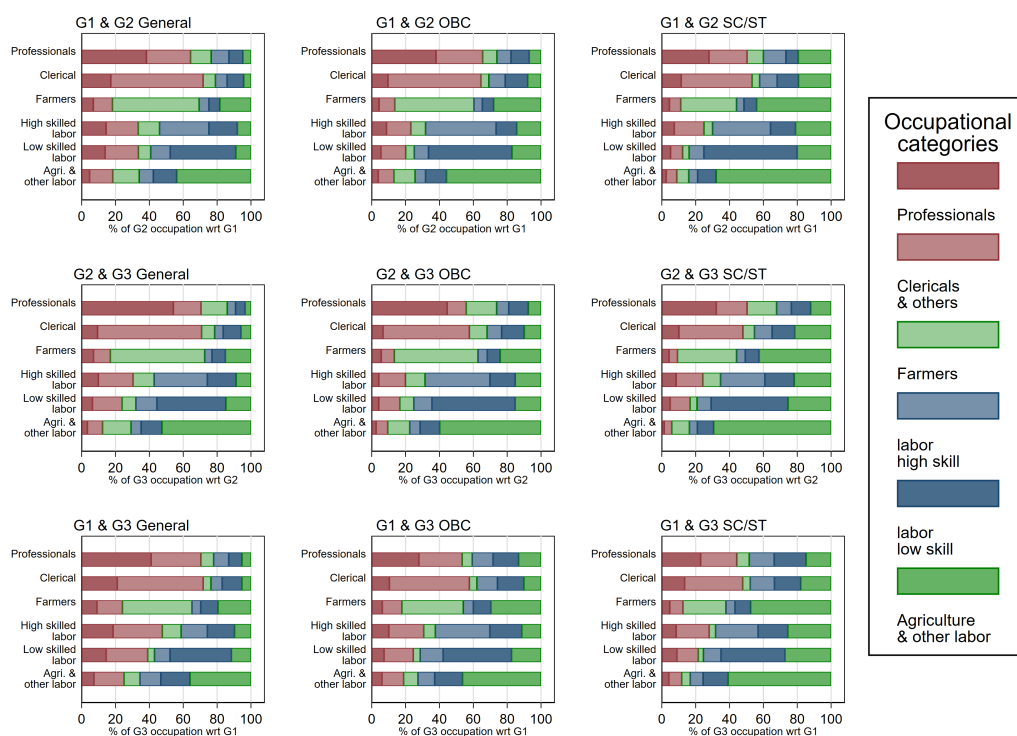 G1 & G2 General
Professionals
Clerical
Farmers
High skilled
labor
Low skilled
labor
Agri. &
other labor
0 20 40 60 80 100
% of G2 occupation wrt G1
G1 & G2 OBC
Professionals
Clerical
Farmers
High skilled
labor
Low skilled
labor
Agri. &
other labor
0 20 40 60 80 100
% of G2 occupation wrt G1
G1 & G2 SC/ST
Professionals
Clerical
Farmers
High skilled
labor
Low skilled
labor
Agri. &
other labor
0 20 40 60 80 100
% of G2 occupation wrt G1
G2 & G3 General
Professionals
Clerical
Farmers
High skilled
labor
Low skilled
labor
Agri. &
other labor
0 20 40 60 80 100
% of G3 occupation wrt G2
G2 & G3 OBC
Professionals
Clerical
Farmers
High skilled
labor
Low skilled
labor
Agri. &
other labor
0 20 40 60 80 100
% of G3 occupation wrt G2
G2 & G3 SC/ST
Professionals
Clerical
Farmers
High skilled
labor
Low skilled
labor
Agri. &
other labor
0 20 40 60 80 100
% of G3 occupation wrt G2
G1 & G3 General
Professionals
Clerical
Farmers
High skilled
labor
Low skilled
labor
Agri. &
other labor
0 20 40 60 80 100
% of G3 occupation wrt G1
G1 & G3 OBC
Professionals
Clerical
Farmers
High skilled
labor
Low skilled
labor
Agri. &
other labor
0 20 40 60 80 100
% of G3 occupation wrt G1
G1 & G3 SC/ST
Professionals
Clerical
Farmers
High skilled
labor
Low skilled
labor
Agri. &
other labor
0 20 40 60 80 100
% of G3 occupation wrt G1
Occupational
categories
Professionals
Clericals
& others
Farmers
labor
high skill
labor
low skill
Agriculture
& other labor